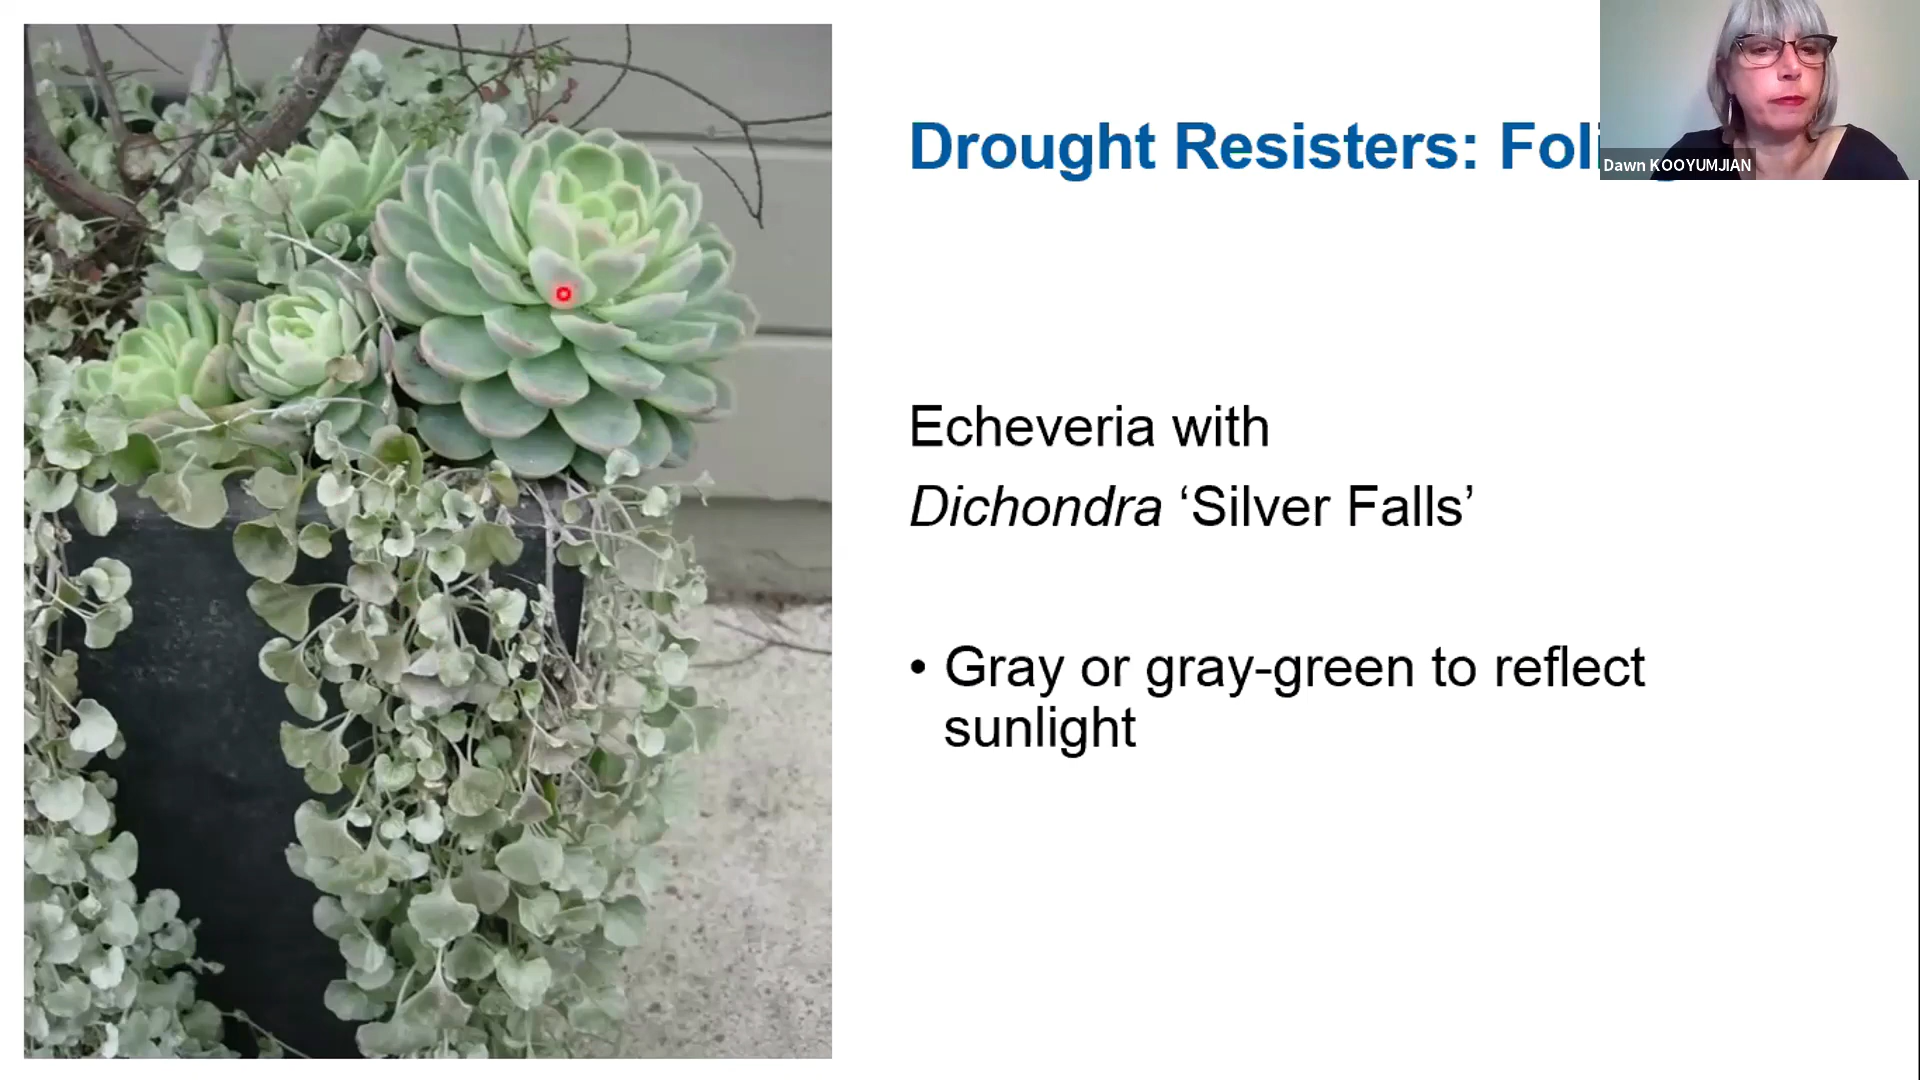 Drought Resisters: Foli
Dawn KOOYUMJIAN
Echeveria with
Dichondra ‘Silver Falls’
• Gray or gray-green to reflect
sunlight